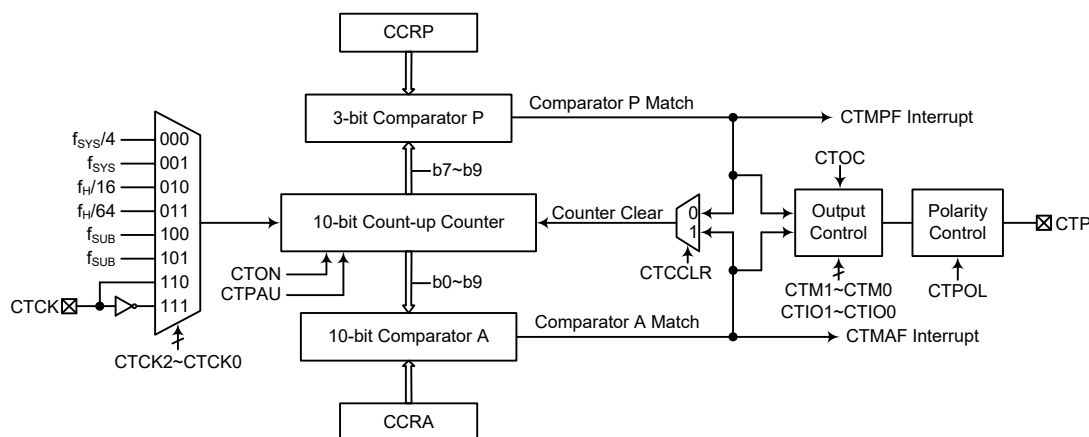 CCRP
3-bit Comparator P
Comparator P Match
CTMPF Interrupt
b7~b9
fSYS/4
fSYS
fH/16
fH/64
fSUB
fSUB
CTCK
000
001
010
011
100
101
110
111
CTCK2~CTCK0
10-bit Count-up Counter
CTON
CTPAU
Counter Clear
0
1
CTCCLR
CTOC
Output
Control
CTM1~CTM0
CTIO1~CTIO0
Polarity
Control
CTPOL
CTP
b0~b9
10-bit Comparator A
Comparator A Match
CTMAF Interrupt
CCRA